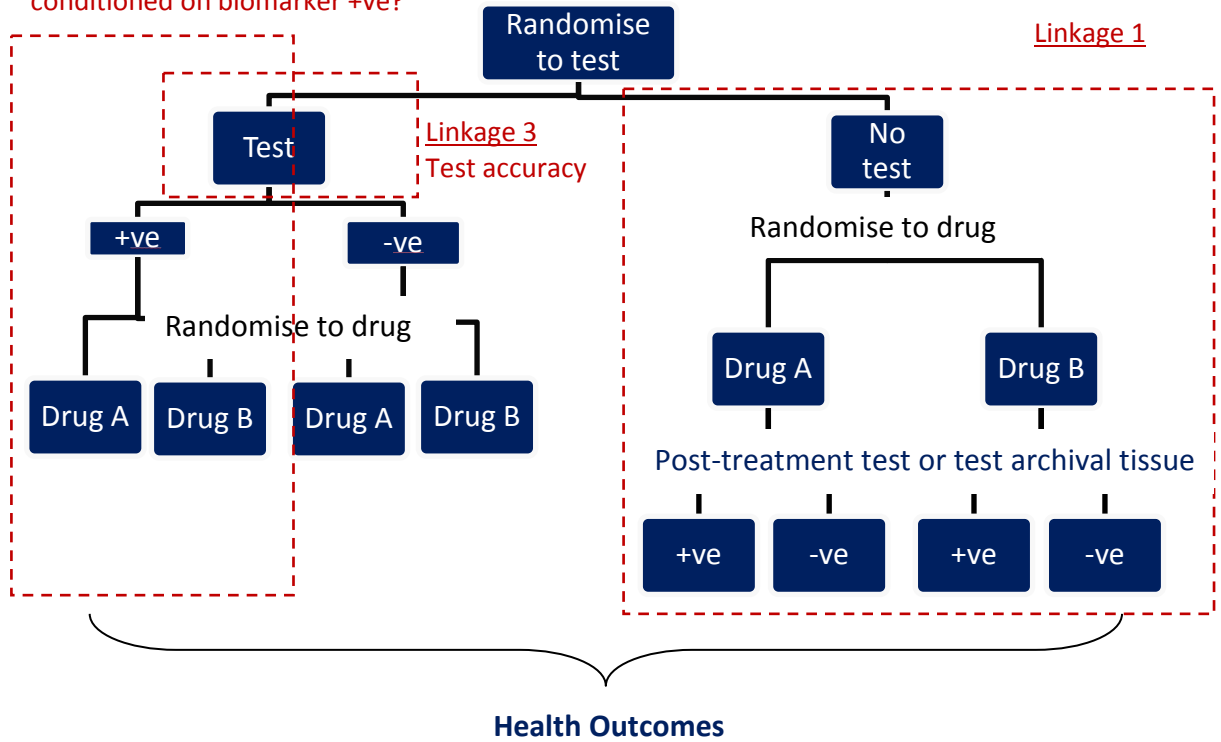 conditioned on biomarker +ve?
Randomise
to test
Linkage 1
Test
Linkage 3
Test accuracy
No
test
+ve
-ve
Randomise to drug
Randomise to drug
Drug A
Drug B
Drug A
Drug B
Drug A
Drug B
Post-treatment test or test archival tissue
+ve
-ve
+ve
-ve
Health Outcomes